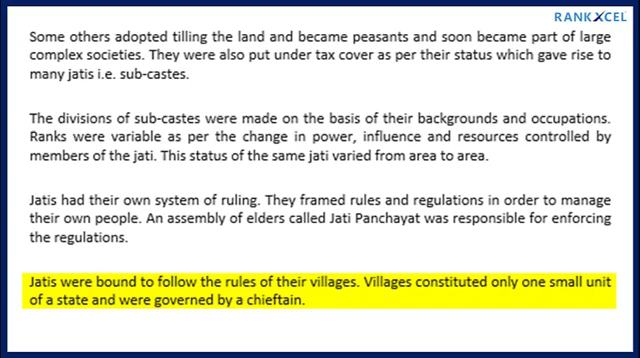 RANKXCEL
Some others adopted tilling the land and became peasants and soon became part of large
complex societies. They were also put under tax cover as per their status which gave rise to
many jatis i.e. sub-castes.
The divisions of sub-castes were made on the basis of their backgrounds and occupations.
Ranks were variable as per the change in power, influence and resources controlled by
members of the jati. This status of the same jati varied from area to area.
Jatis had their own system of ruling. They framed rules and regulations in order to manage
their own people. An assembly of elders called Jati Panchayat was responsible for enforcing
the regulations.
Jatis were bound to follow the rules of their villages. Villages constituted only one small unit
of a state and were governed by a chieftain.